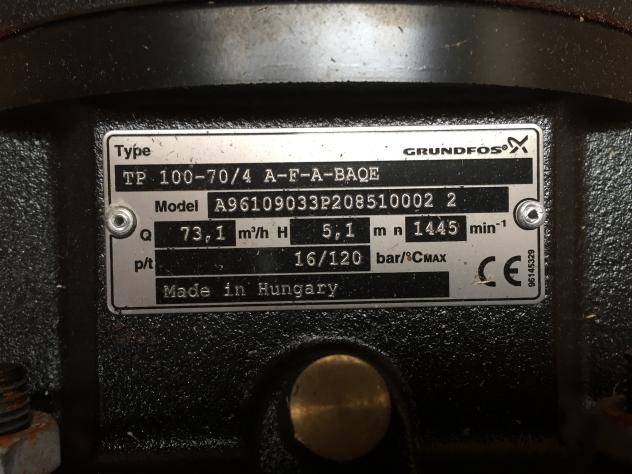 Type GRUNDFOS
TP 100-70/4 A-F-A-BAQE
Model A96109033P208510002 2
Q 73,1 m³/h H 5,1 m n 1445 min⁻¹
p/t 16/120 bar/°CMAX
Made in Hungary CE
96145329